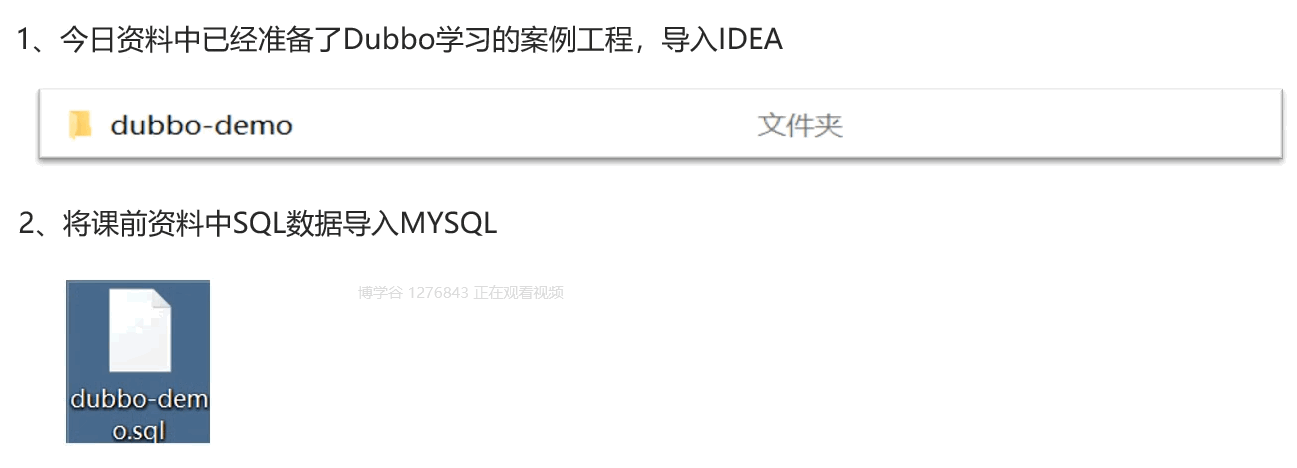 1、今日资料中已经准备了Dubbo学习的案例工程，导入IDEA
dubbo-demo 文件夹
2、将课前资料中SQL数据导入MYSQL
博学谷 1276843 正在观看视频
dubbo-dem
o.sql